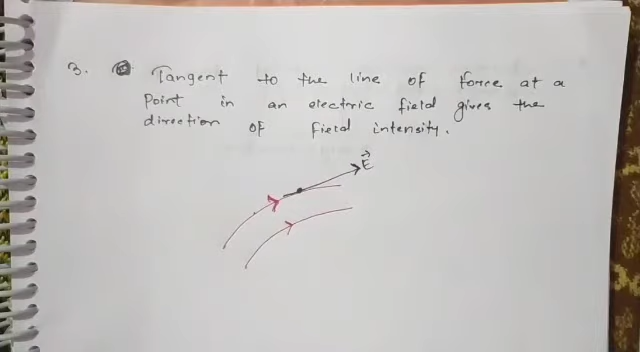 3. Tangent to the line of force at a
Point in an electric field gives the
direction of field intensity.
E